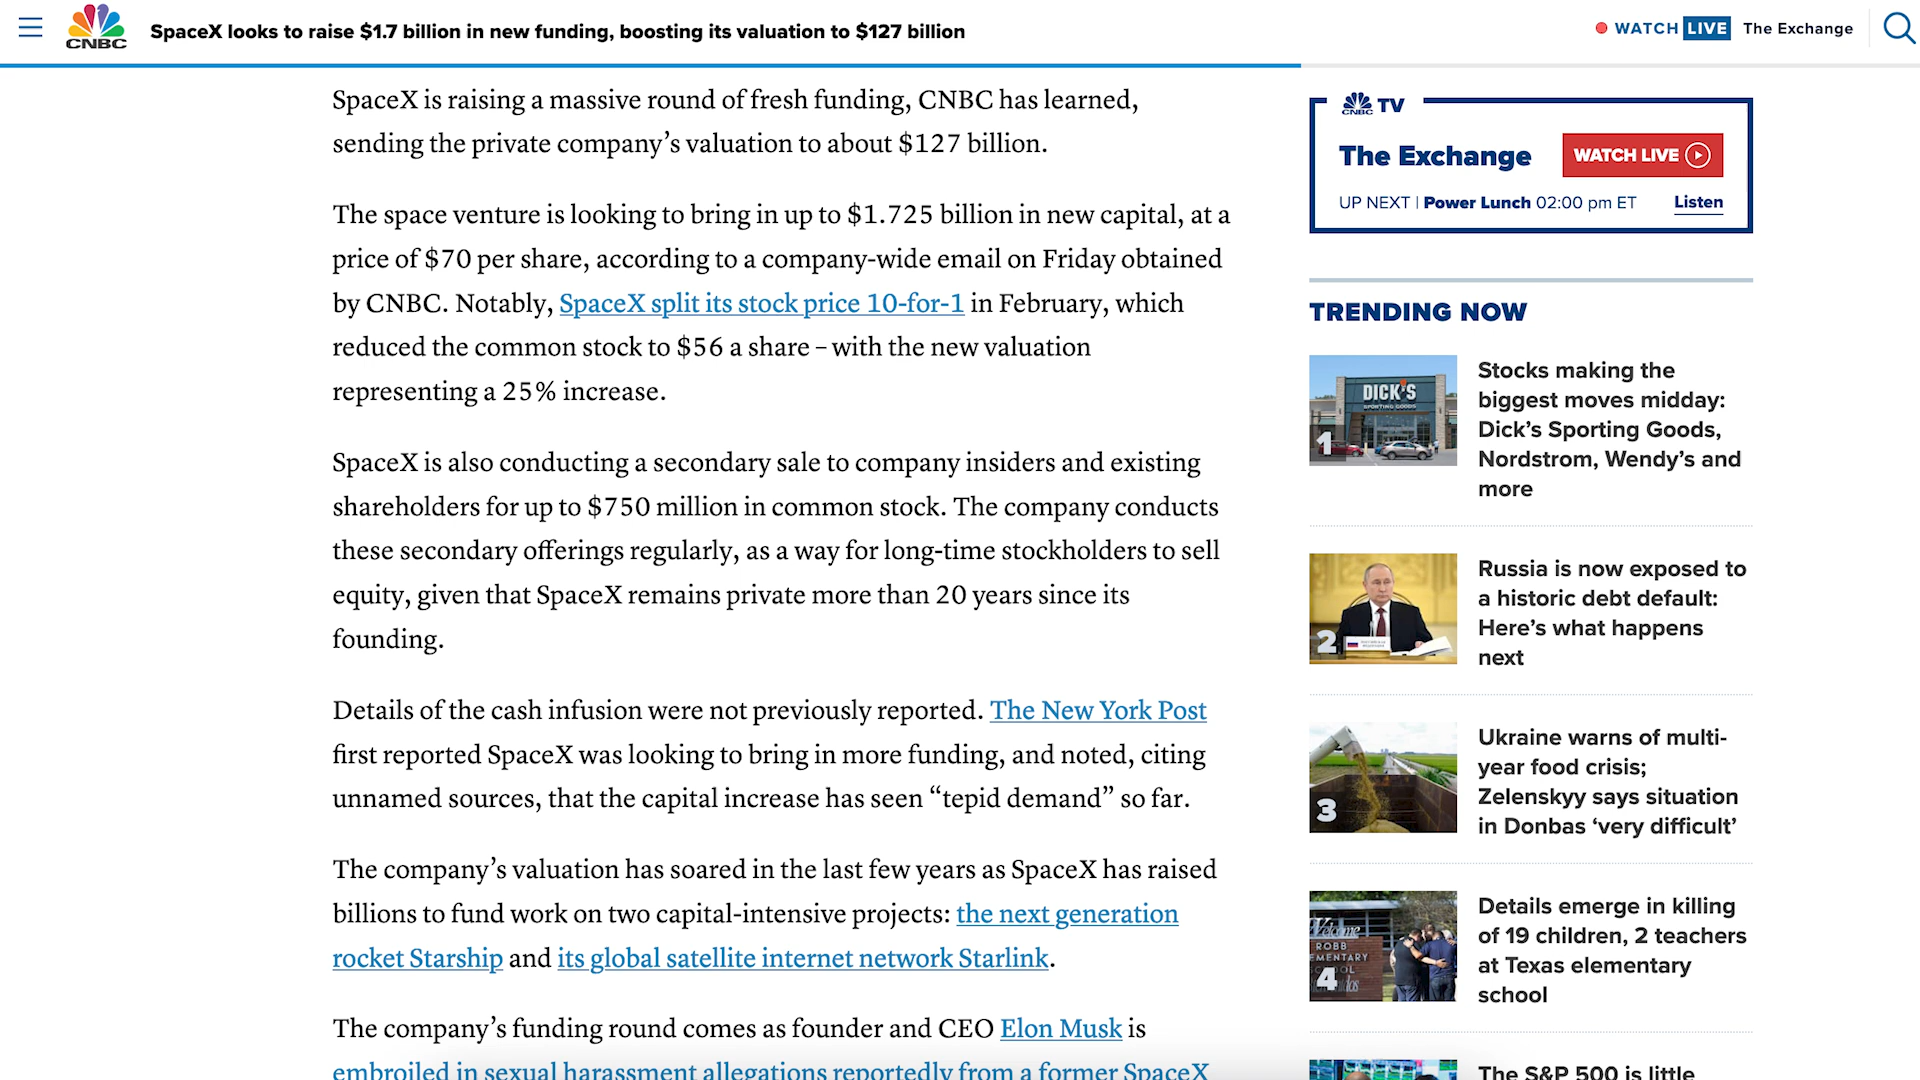 CNBC
SpaceX looks to raise $1.7 billion in new funding, boosting its valuation to $127 billion
WATCH LIVE The Exchange
SpaceX is raising a massive round of fresh funding, CNBC has learned,
sending the private company’s valuation to about $127 billion.
The space venture is looking to bring in up to $1.725 billion in new capital, at a
price of $70 per share, according to a company-wide email on Friday obtained
by CNBC. Notably, SpaceX split its stock price 10-for-1 in February, which
reduced the common stock to $56 a share – with the new valuation
representing a 25% increase.
SpaceX is also conducting a secondary sale to company insiders and existing
shareholders for up to $750 million in common stock. The company conducts
these secondary offerings regularly, as a way for long-time stockholders to sell
equity, given that SpaceX remains private more than 20 years since its
founding.
Details of the cash infusion were not previously reported. The New York Post
first reported SpaceX was looking to bring in more funding, and noted, citing
unnamed sources, that the capital increase has seen “tepid demand” so far.
The company’s valuation has soared in the last few years as SpaceX has raised
billions to fund work on two capital-intensive projects: the next generation
rocket Starship and its global satellite internet network Starlink.
The company’s funding round comes as founder and CEO Elon Musk is
embroiled in sexual harassment allegations reportedly from a former SpaceX
CNBC TV
The Exchange
WATCH LIVE
UP NEXT | Power Lunch 02:00 pm ET
Listen
TRENDING NOW
DICK'S
SPORTING GOODS
1
Stocks making the
biggest moves midday:
Dick’s Sporting Goods,
Nordstrom, Wendy’s and
more
2
Russia is now exposed to
a historic debt default:
Here’s what happens
next
3
Ukraine warns of multi-
year food crisis;
Zelenskyy says situation
in Donbas ‘very difficult’
Welcome
ROBB
EMENTARY
4
Details emerge in killing
of 19 children, 2 teachers
at Texas elementary
school
The S&P 500 is little